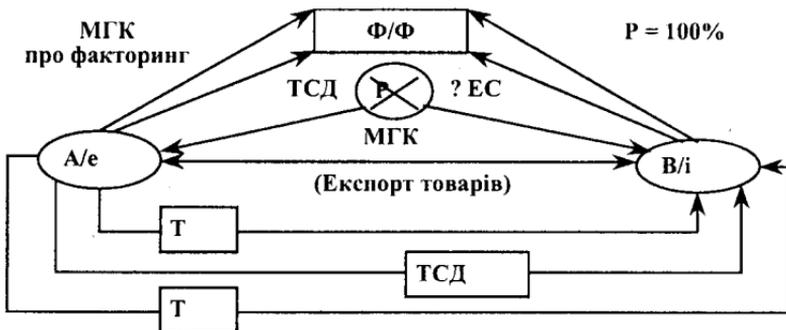 МГК
про факторинг
Ф/Ф
Р = 100%
ТСД
Р
? ЕС
МГК
А/е
В/і
(Експорт товарів)
Т
ТСД
Т